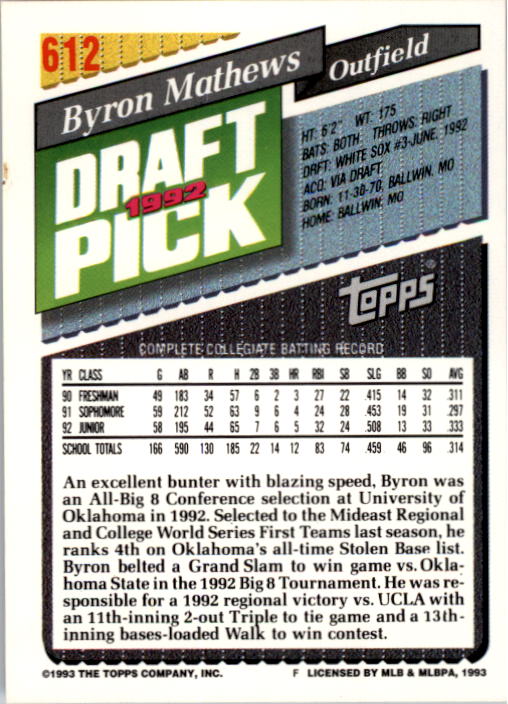 612
Byron Mathews
Outfield
DRAFT
1992
PICK
HT: 6'2" WT: 175
BATS: BOTH THROWS: RIGHT
DRFT: WHITE SOX #3-JUNE, 1992
ACQ: VIA DRAFT
BORN: 11-30-70, BALLWIN, MO
HOME: BALLWIN, MO
TOPPS®
COMPLETE COLLEGIATE BATTING RECORD
YR CLASS G AB R H 2B 3B HR RBI SB SLG BB SO AVG
90 FRESHMAN 49 183 34 57 6 2 3 27 22 .415 14 32 .311
91 SOPHOMORE 59 212 52 63 9 6 4 24 28 .453 19 31 .297
92 JUNIOR 58 195 44 65 7 6 5 32 24 .508 13 33 .333
SCHOOL TOTALS 166 590 130 185 22 14 12 83 74 .459 46 96 .314
An excellent bunter with blazing speed, Byron was
an All-Big 8 Conference selection at University of
Oklahoma in 1992. Selected to the Mideast Regional
and College World Series First Teams last season, he
ranks 4th on Oklahoma's all-time Stolen Base list.
Byron belted a Grand Slam to win game vs. Okla-
homa State in the 1992 Big 8 Tournament. He was re-
sponsible for a 1992 regional victory vs. UCLA with
an 11th-inning 2-out Triple to tie game and a 13th-
inning bases-loaded Walk to win contest.
©1993 THE TOPPS COMPANY, INC. F LICENSED BY MLB & MLBPA, 1993